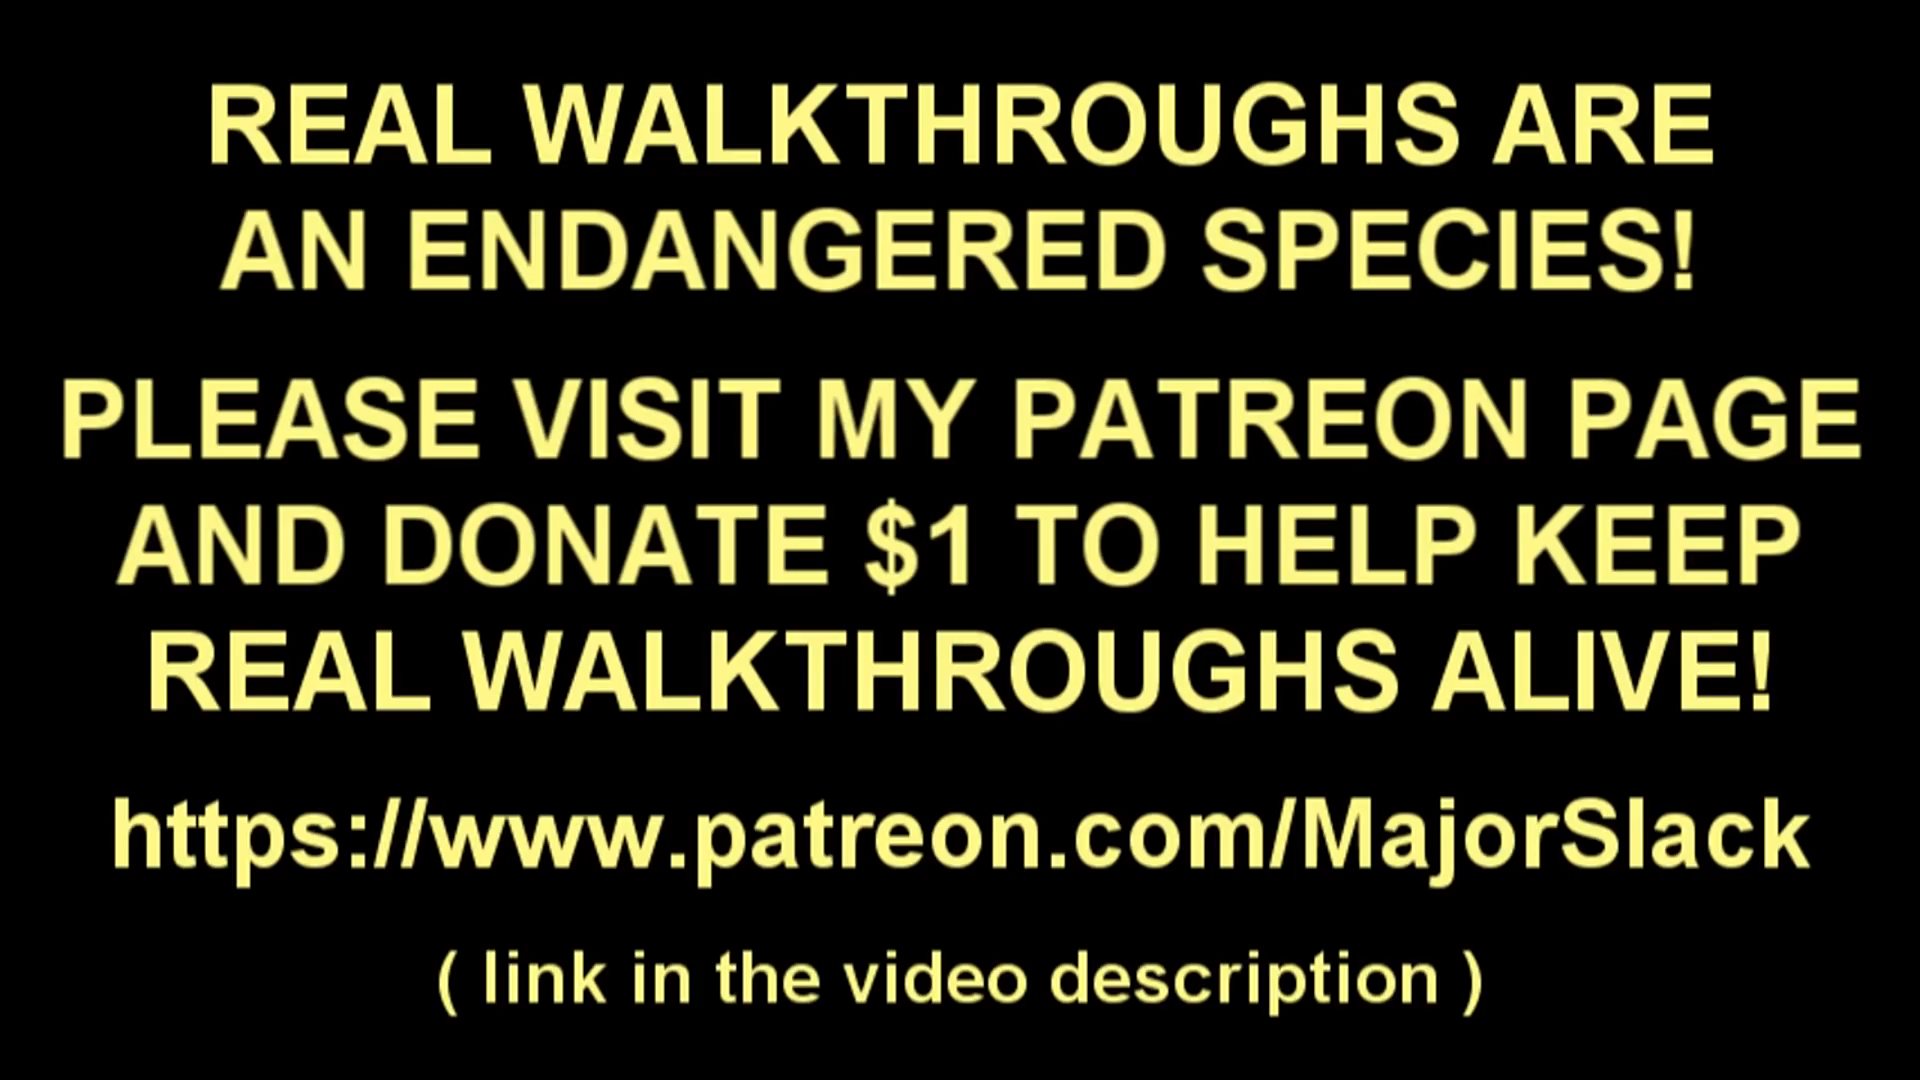 REAL WALKTHROUGHS ARE
AN ENDANGERED SPECIES!
PLEASE VISIT MY PATREON PAGE
AND DONATE $1 TO HELP KEEP
REAL WALKTHROUGHS ALIVE!
https://www.patreon.com/MajorSlack
( link in the video description )